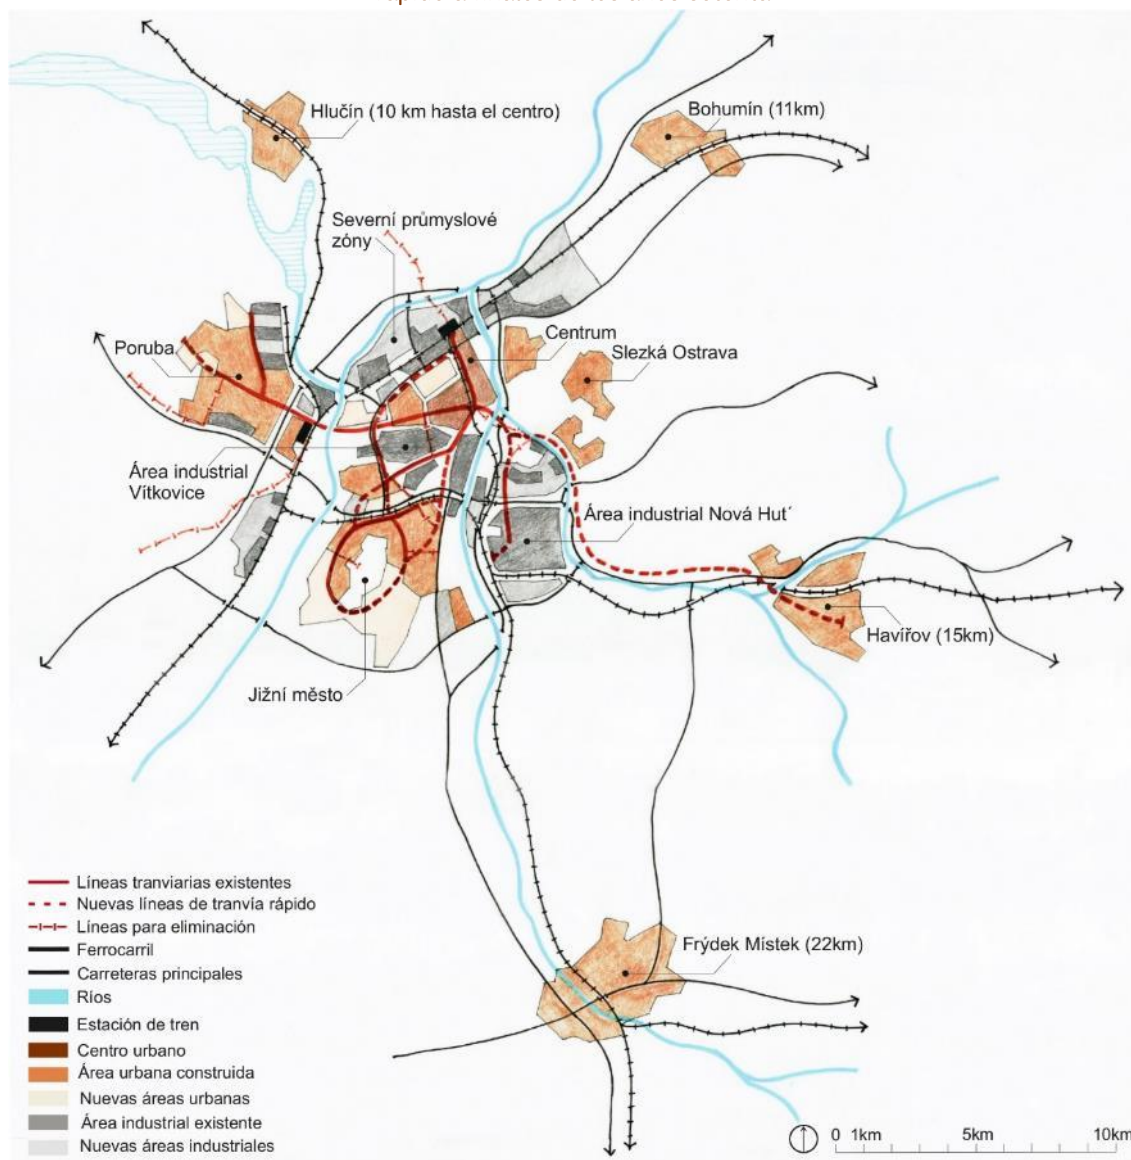 Hlučín (10 km hasta el centro)
Bohumín (11km)
Severní průmyslové
zóny
Centrum
Slezká Ostrava
Poruba
Área industrial
Vítkovice
Área industrial Nová Hut´
Havířov (15km)
Jižní město
Frýdek Místek (22km)
Líneas tranviarias existentes
Nuevas líneas de tranvía rápido
Líneas para eliminación
Ferrocarril
Carreteras principales
Ríos
Estación de tren
Centro urbano
Área urbana construida
Nuevas áreas urbanas
Área industrial existente
Nuevas áreas industriales
0 1km 5km 10km